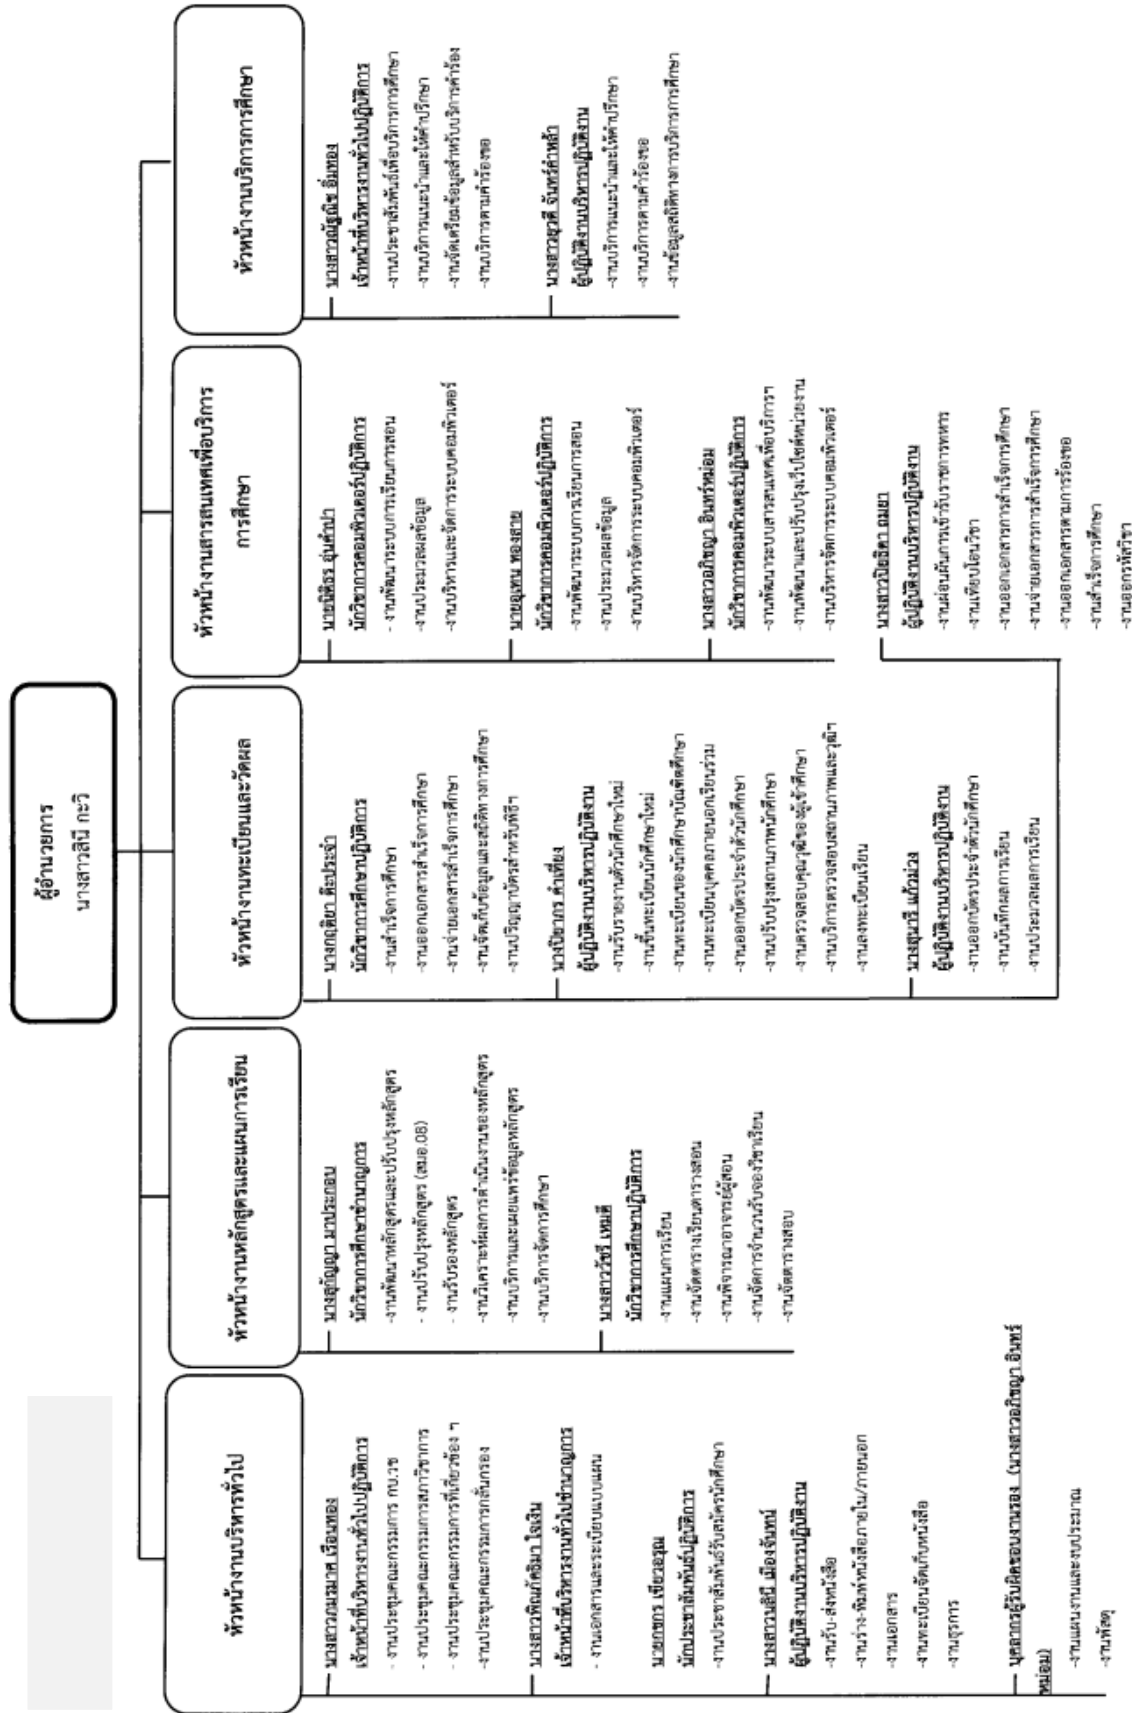 ผู้อำนวยการ
นางสาวสินี กะวิ
หัวหน้างานบริหารทั่วไป
นางสาวภมรมาศ เรือนทอง
เจ้าหน้าที่บริหารงานทั่วไปปฏิบัติการ
- งานประชุมคณะกรรมการ กบ.วช
- งานประชุมคณะกรรมการสภาวิชาการ
- งานประชุมคณะกรรมการที่เกี่ยวข้อง ๆ
-งานประชุมคณะกรรมการกลั่นกรอง
นางสาวพิณภัคธิมา ใจเงิน
เจ้าหน้าที่บริหารงานทั่วไปชำนาญการ
- งานเอกสารและระเบียบแบบแผน
นายกชกร เขียวอรุณ
นักประชาสัมพันธ์ปฏิบัติการ
-งานประชาสัมพันธ์รับสมัครนักศึกษา
นางสาวนลินี เมืองจันทน์
ผู้ปฏิบัติงานบริหารปฏิบัติงาน
-งานรับ-ส่งหนังสือ
-งานร่าง-พิมพ์หนังสือภายใน/ภายนอก
-งานเอกสาร
-งานทะเบียนจัดเก็บหนังสือ
-งานธุรการ
บุคลากรผู้รับผิดชอบงานรอง (นางสาวอภิชญา อินทร์
หม่อม)
-งานแผนงานและงบประมาณ
-งานพัสดุ
หัวหน้างานหลักสูตรและแผนการเรียน
นางสุกัญญา มาประกอบ
นักวิชาการศึกษาชำนาญการ
-งานพัฒนาหลักสูตรและปรับปรุงหลักสูตร
- งานปรับปรุงหลักสูตร (สมอ.08)
- งานรับรองหลักสูตร
-งานวิเคราะห์ผลการดำเนินงานของหลักสูตร
-งานบริการและเผยแพร่ข้อมูลหลักสูตร
-งานบริการจัดการศึกษา
นางสาววัชรี เหมดี
นักวิชาการศึกษาปฏิบัติการ
-งานแผนการเรียน
-งานจัดตารางเรียนตารางสอน
-งานพิจารณาอาจารย์ผู้สอน
-งานจัดการจำนวนรับจองวิชาเรียน
-งานจัดตารางสอบ
หัวหน้างานทะเบียนและวัดผล
นางกฤติยา ต๊ะประจำ
นักวิชาการศึกษาปฏิบัติการ
-งานสำเร็จการศึกษา
-งานออกเอกสารสำเร็จการศึกษา
-งานจ่ายเอกสารสำเร็จการศึกษา
-งานจัดเก็บข้อมูลและสถิติทางการศึกษา
-งานปริญญาบัตรสำหรับพิธีฯ
นางปิยาภร คำเที่ยง
ผู้ปฏิบัติงานบริหารปฏิบัติงาน
-งานรับรายงานตัวนักศึกษาใหม่
-งานขึ้นทะเบียนนักศึกษาใหม่
-งานทะเบียนของนักศึกษาบัณฑิตศึกษา
-งานทะเบียนบุคคลภายนอกเรียนร่วม
-งานออกบัตรประจำตัวนักศึกษา
-งานปรับปรุงสถานภาพนักศึกษา
-งานตรวจสอบคุณวุฒิของผู้เข้าศึกษา
-งานบริการตรวจสอบสถานภาพและวุฒิฯ
-งานลงทะเบียนเรียน
นางสุนารี แก้วม่วง
ผู้ปฏิบัติงานบริหารปฏิบัติงาน
-งานออกบัตรประจำตัวนักศึกษา
-งานบันทึกผลการเรียน
-งานประมวลผลการเรียน
หัวหน้างานสารสนเทศเพื่อบริการ
การศึกษา
นายนิติธร อุ่นคำปา
นักวิชาการคอมพิวเตอร์ปฏิบัติการ
- งานพัฒนาระบบการเรียนการสอน
-งานประมวลผลข้อมูล
-งานบริหารและจัดการระบบคอมพิวเตอร์
นายอุเทน ทองสาย
นักวิชาการคอมพิวเตอร์ปฏิบัติการ
-งานพัฒนาระบบการเรียนการสอน
-งานประมวลผลข้อมูล
-งานบริหารจัดการระบบคอมพิวเตอร์
นางสาวอภิชญา อินทร์หม่อม
นักวิชาการคอมพิวเตอร์ปฏิบัติการ
-งานพัฒนาระบบสารสนเทศเพื่อบริการฯ
-งานพัฒนาและปรับปรุงเว็บไซต์หน่วยงาน
-งานบริหารจัดการระบบคอมพิวเตอร์
นางสาวปิยธิดา ถมยา
ผู้ปฏิบัติงานบริหารปฏิบัติงาน
-งานผ่อนผันการเข้ารับราชการทหาร
-งานเทียบโอนวิชา
-งานออกเอกสารการสำเร็จการศึกษา
-งานจ่ายเอกสารการสำเร็จการศึกษา
-งานออกเอกสารตามการร้องขอ
-งานสำเร็จการศึกษา
-งานออกรหัสวิชา
หัวหน้างานบริการการศึกษา
นางสาวณัฐณิช อิ่มทอง
เจ้าหน้าที่บริหารงานทั่วไปปฏิบัติการ
-งานประชาสัมพันธ์เพื่อบริการการศึกษา
-งานบริการแนะนำและให้คำปรึกษา
-งานจัดเตรียมข้อมูลสำหรับบริการคำร้อง
-งานบริการตามคำร้องขอ
นางสาวยุวดี จันทร์คำหล้า
ผู้ปฏิบัติงานบริหารปฏิบัติงาน
-งานบริการแนะนำและให้คำปรึกษา
-งานบริการตามคำร้องขอ
-งานข้อมูลสถิติทางการบริการการศึกษา